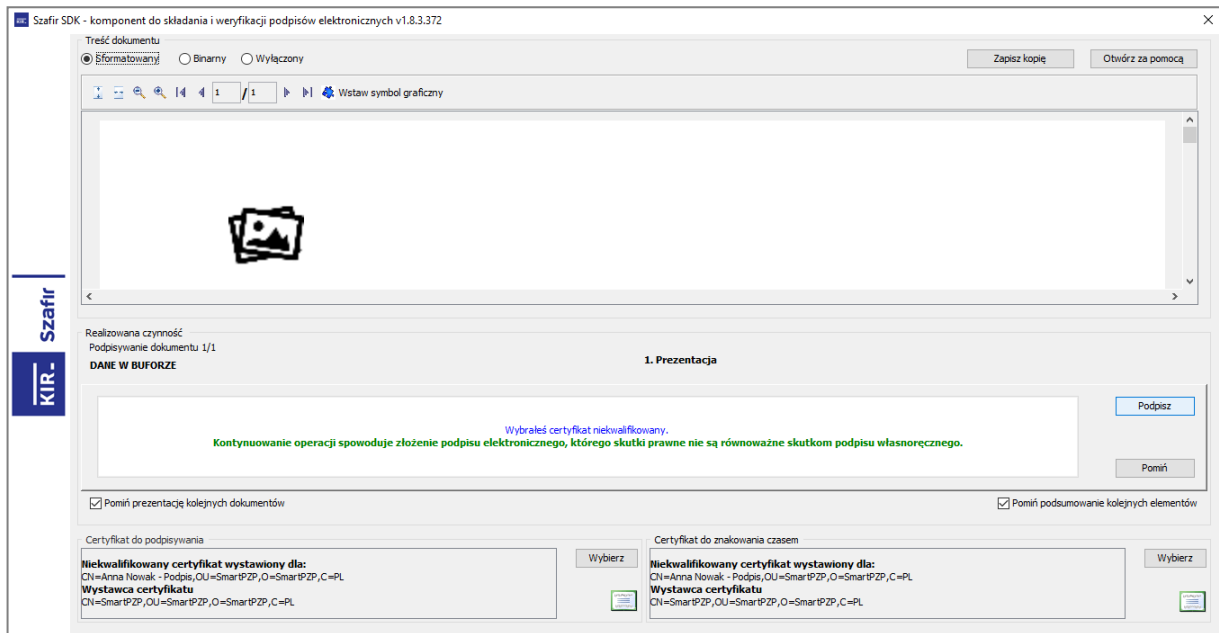 Szafir SDK - komponent do składania i weryfikacji podpisów elektronicznych v1.8.3.372
Treść dokumentu
Sformatowany Binarny Wyłączony
Zapisz kopię Otwórz za pomocą
1 / 1 Wstaw symbol graficzny
KIR Szafir
Realizowana czynność
Podpisywanie dokumentu 1/1
DANE W BUFORZE
1. Prezentacja
Wybrałeś certyfikat niekwalifikowany.
Kontynuowanie operacji spowoduje złożenie podpisu elektronicznego, którego skutki prawne nie są równoważne skutkom podpisu własnoręcznego.
Podpisz
Pomiń
Pomiń prezentację kolejnych dokumentów
Pomiń podsumowanie kolejnych elementów
Certyfikat do podpisywania
Niekwalifikowany certyfikat wystawiony dla:
CN=Anna Nowak - Podpis,OU=SmartPZP,O=SmartPZP,C=PL
Wystawca certyfikatu
CN=SmartPZP,OU=SmartPZP,O=SmartPZP,C=PL
Wybierz
Certyfikat do znakowania czasem
Niekwalifikowany certyfikat wystawiony dla:
CN=Anna Nowak - Podpis,OU=SmartPZP,O=SmartPZP,C=PL
Wystawca certyfikatu
CN=SmartPZP,OU=SmartPZP,O=SmartPZP,C=PL
Wybierz